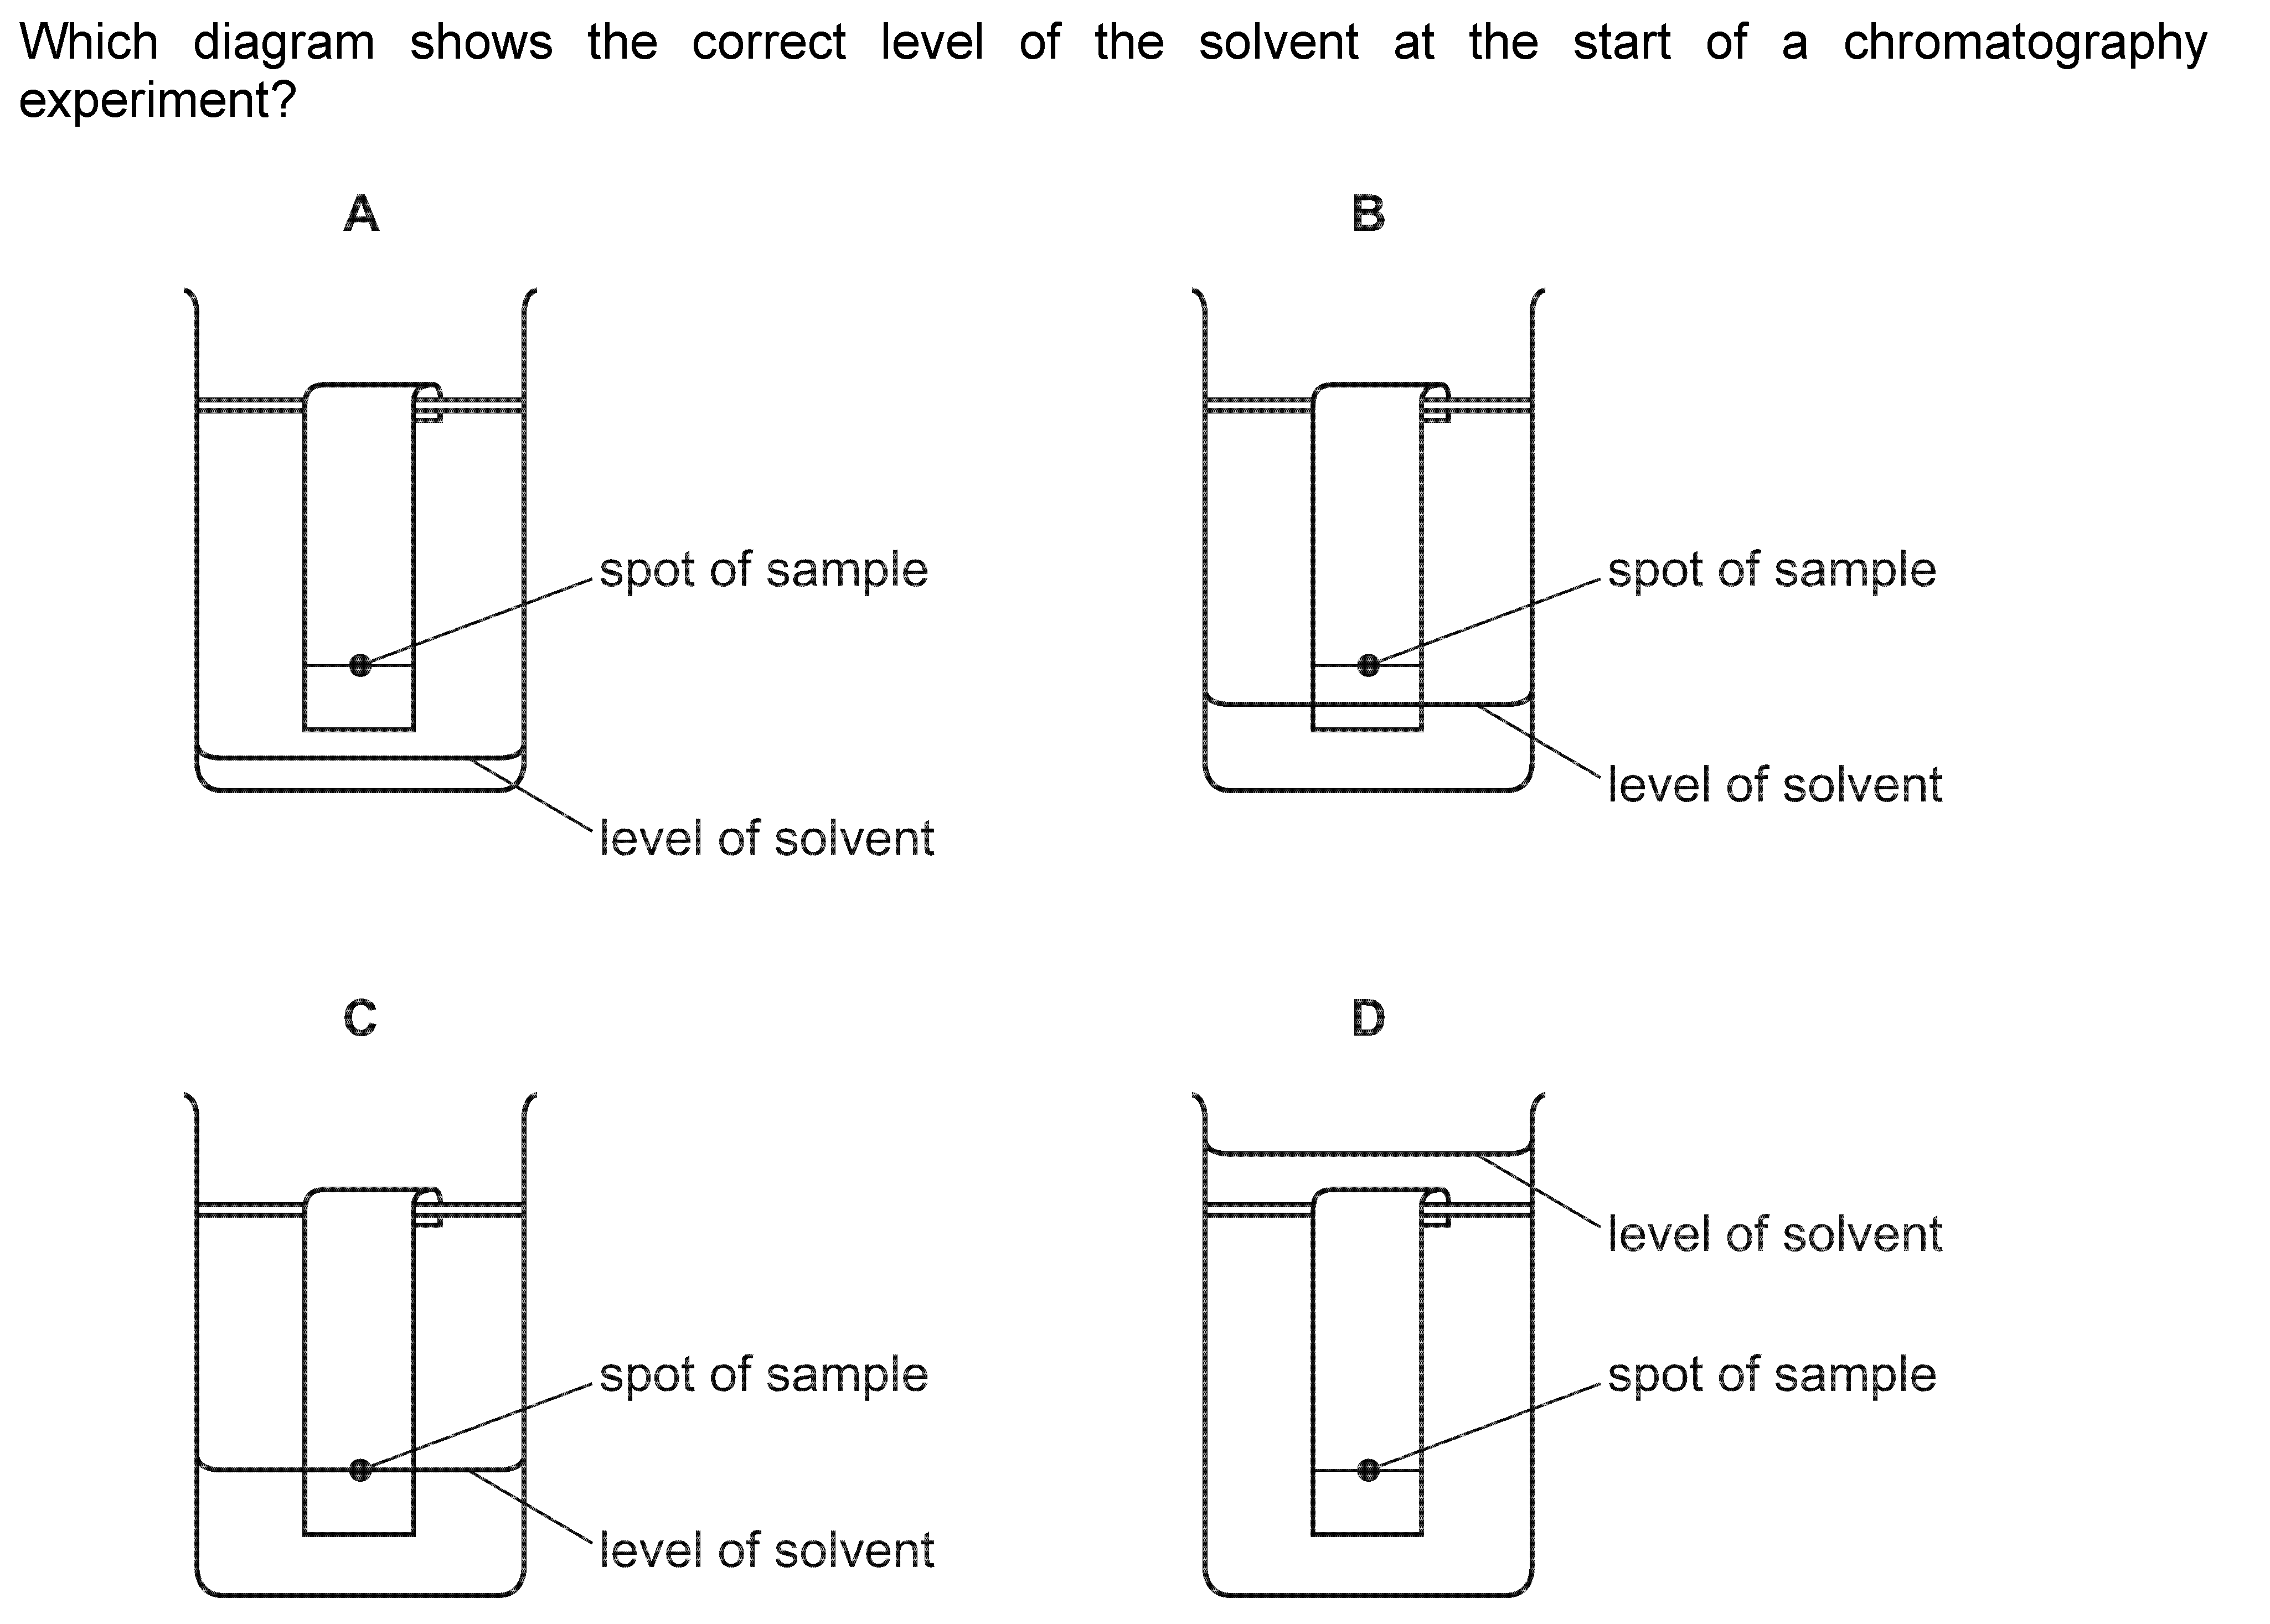 Which diagram shows the correct level of the solvent at the start of a chromatography
experiment?
A
B
spot of sample
spot of sample
level of solvent
level of solvent
C
D
level of solvent
spot of sample
spot of sample
level of solvent